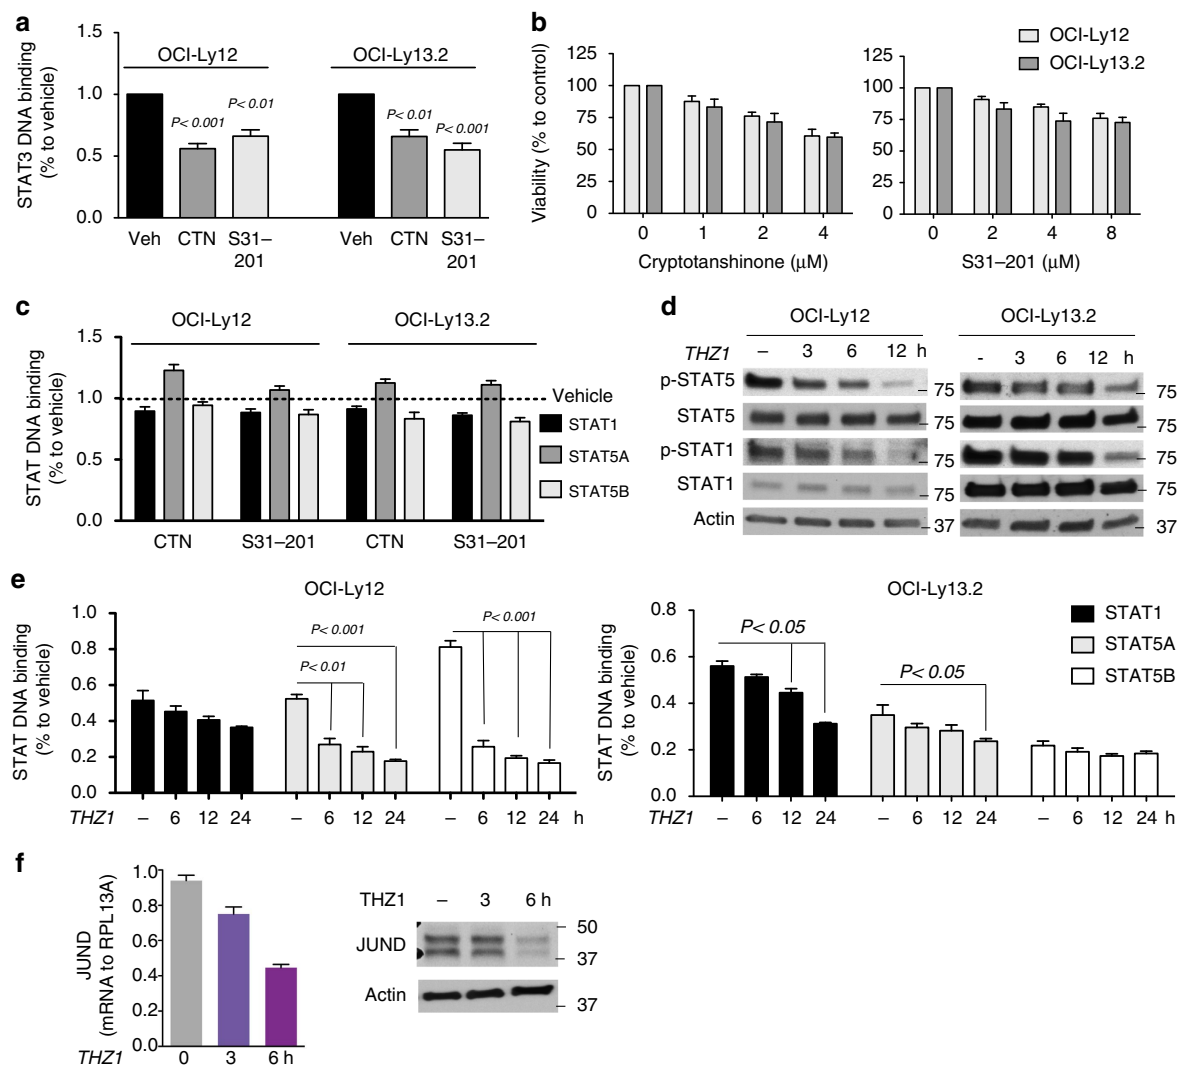 a
STAT3 DNA binding
(% to vehicle)
1.5
1.0
0.5
0.0
OCI-Ly12
OCI-Ly13.2
P< 0.001
P< 0.01
P< 0.01
P< 0.001
Veh CTN S31–201
Veh CTN S31–201
b
OCI-Ly12
OCI-Ly13.2
Viability (% to control)
125
100
75
50
25
0
0 1 2 4
Cryptotanshinone (μM)
125
100
75
50
25
0
0 2 4 8
S31–201 (μM)
c
STAT DNA binding
(% to vehicle)
1.5
1.0
0.5
0.0
OCI-Ly12
OCI-Ly13.2
Vehicle
STAT1
STAT5A
STAT5B
CTN S31–201 CTN S31–201
d
OCI-Ly12
OCI-Ly13.2
THZ1 – 3 6 12 h
- 3 6 12 h
p-STAT5 75 75
STAT5 75 75
p-STAT1 75 75
STAT1 75 75
Actin 37 37
e
OCI-Ly12
STAT DNA binding
(% to vehicle)
1.0
0.8
0.6
0.4
0.2
0.0
P< 0.001
P< 0.01
P< 0.001
THZ1 – 6 12 24 – 6 12 24 – 6 12 24 h
OCI-Ly13.2
STAT DNA binding
(% to vehicle)
0.8
0.6
0.4
0.2
0.0
P< 0.05
P< 0.05
STAT1
STAT5A
STAT5B
THZ1 – 6 12 24 – 6 12 24 – 6 12 24 h
f
JUND
(mRNA to RPL13A)
1.0
0.8
0.6
0.4
0.2
0.0
THZ1 0 3 6 h
THZ1 – 3 6 h
JUND
50
37
Actin
37